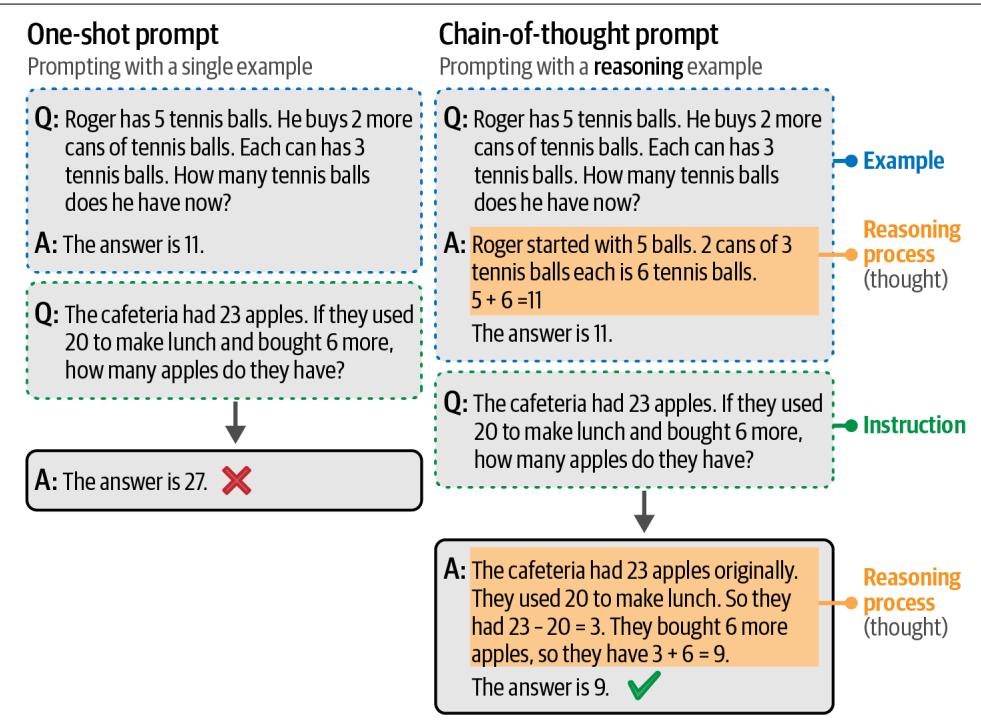 One-shot prompt
Prompting with a single example
Q: Roger has 5 tennis balls. He buys 2 more
cans of tennis balls. Each can has 3
tennis balls. How many tennis balls
does he have now?
A: The answer is 11.
Q: The cafeteria had 23 apples. If they used
20 to make lunch and bought 6 more,
how many apples do they have?
A: The answer is 27.
Chain-of-thought prompt
Prompting with a reasoning example
Q: Roger has 5 tennis balls. He buys 2 more
cans of tennis balls. Each can has 3
tennis balls. How many tennis balls
does he have now?
A: Roger started with 5 balls. 2 cans of 3
tennis balls each is 6 tennis balls.
5 + 6 =11
The answer is 11.
Q: The cafeteria had 23 apples. If they used
20 to make lunch and bought 6 more,
how many apples do they have?
A: The cafeteria had 23 apples originally.
They used 20 to make lunch. So they
had 23 – 20 = 3. They bought 6 more
apples, so they have 3 + 6 = 9.
The answer is 9.
Example
Reasoning
process
(thought)
Instruction
Reasoning
process
(thought)